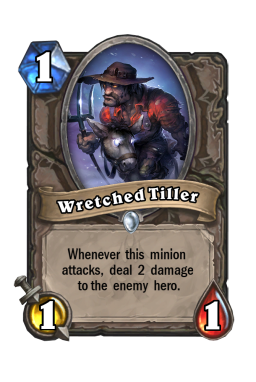 1
Wretched Tiller
Whenever this minion
attacks, deal 2 damage
to the enemy hero.
1
1